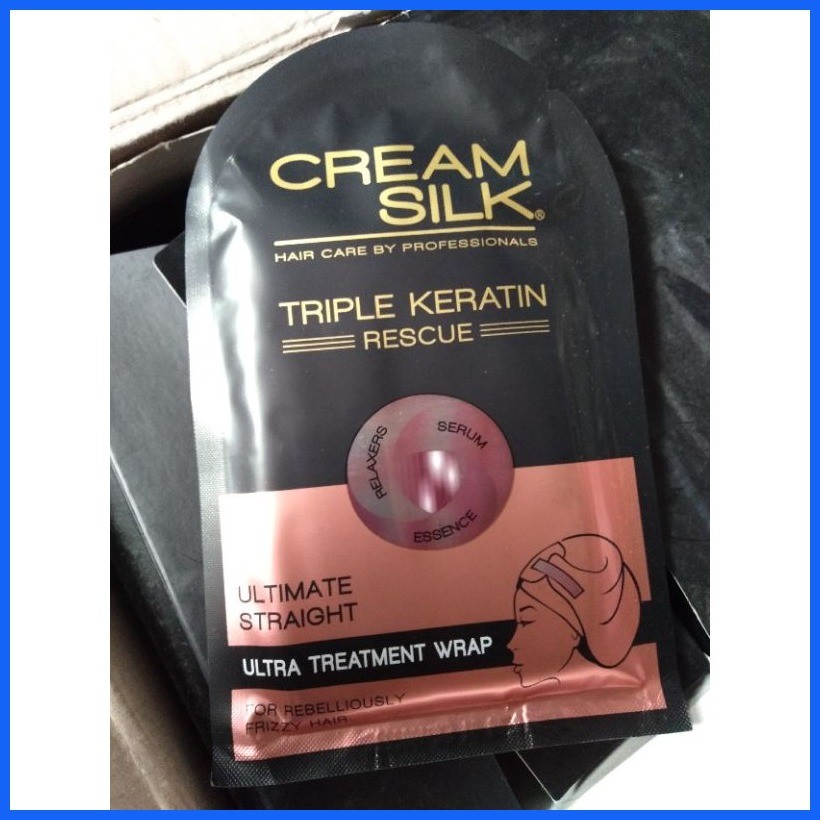 CREAM
SILK®
HAIR CARE BY PROFESSIONALS
TRIPLE KERATIN
RESCUE
RELAXERS
SERUM
ESSENCE
ULTIMATE
STRAIGHT
ULTRA TREATMENT WRAP
FOR REBELLIOUSLY
FRIZZY HAIR